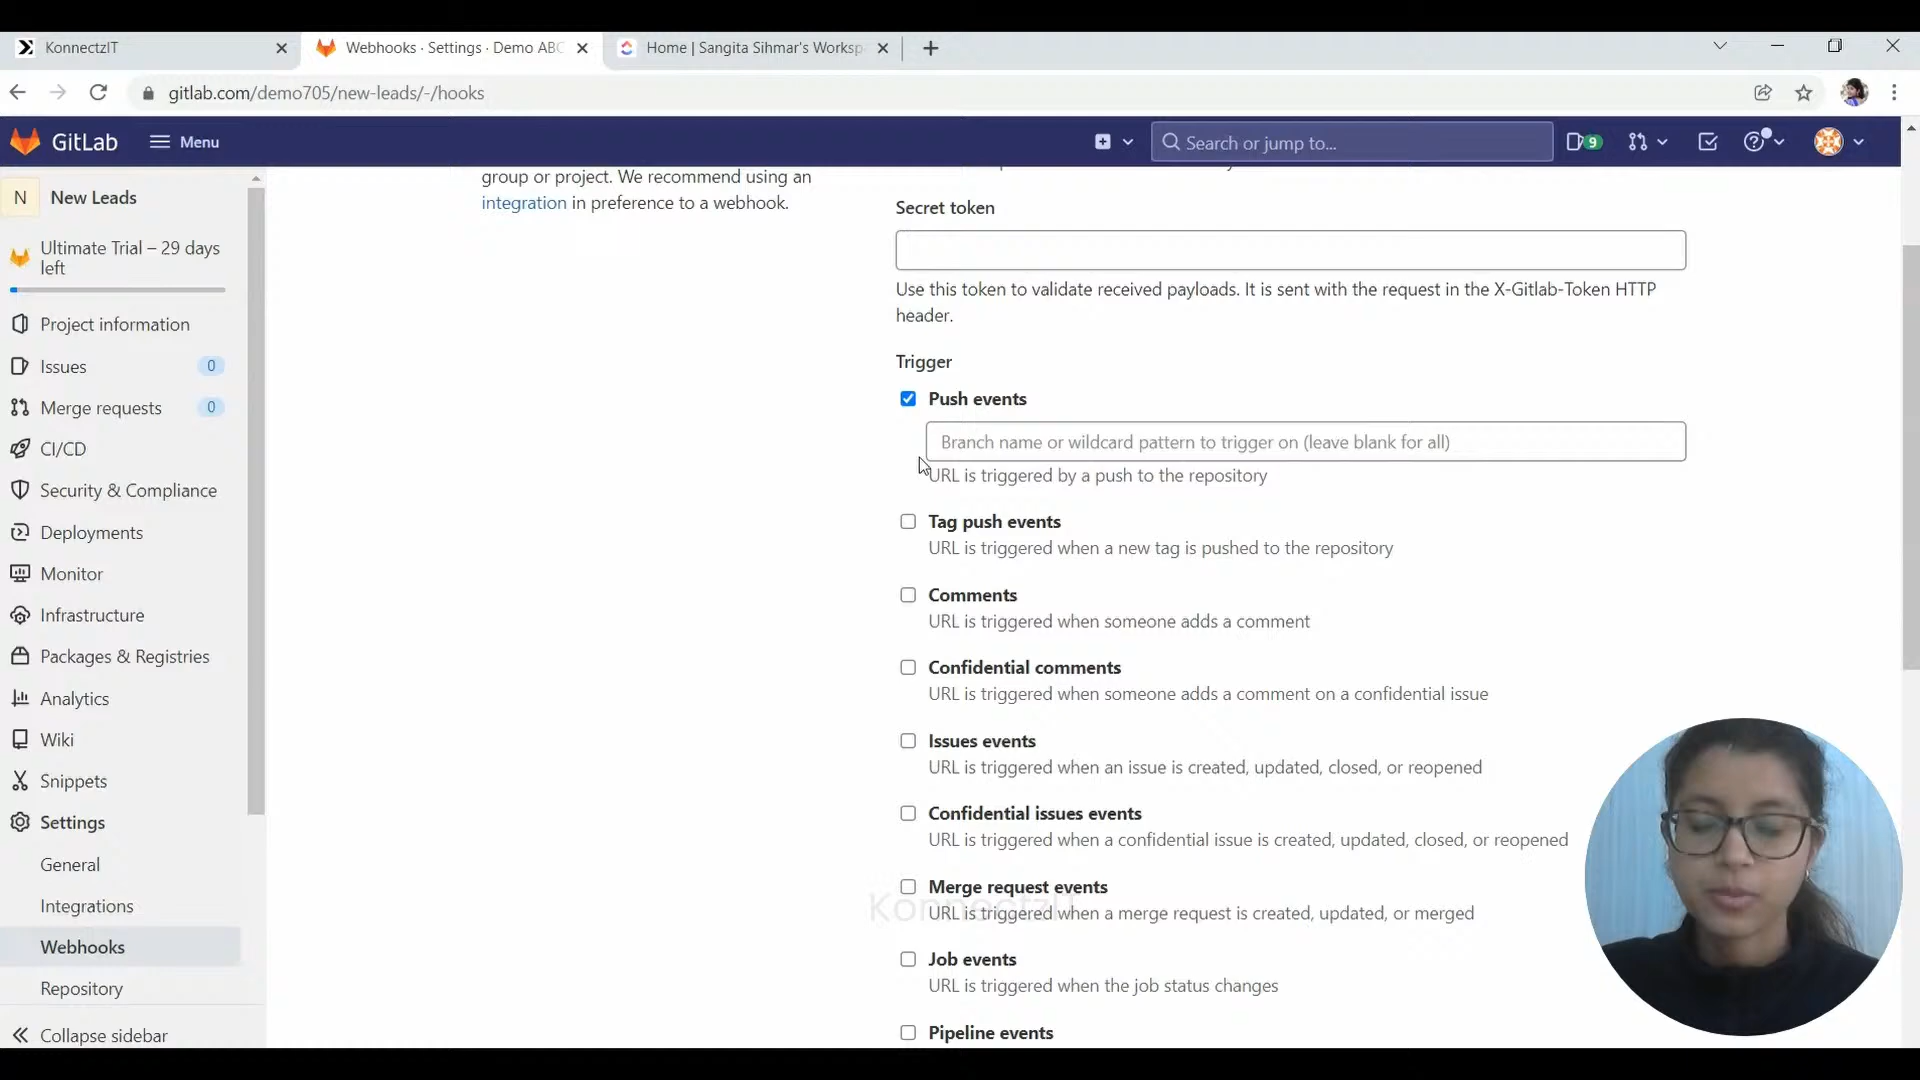 KonnectzIT
Webhooks · Settings · Demo ABC
Home | Sangita Sihmar's Worksp
gitlab.com/demo705/new-leads/-/hooks
GitLab
Menu
Search or jump to...
9
N
New Leads
Ultimate Trial – 29 days
left
Project information
Issues
0
Merge requests
0
CI/CD
Security & Compliance
Deployments
Monitor
Infrastructure
Packages & Registries
Analytics
Wiki
Snippets
Settings
General
Integrations
Webhooks
Repository
Collapse sidebar
group or project. We recommend using an
integration in preference to a webhook.
Secret token
Use this token to validate received payloads. It is sent with the request in the X-Gitlab-Token HTTP
header.
Trigger
Push events
Branch name or wildcard pattern to trigger on (leave blank for all)
URL is triggered by a push to the repository
Tag push events
URL is triggered when a new tag is pushed to the repository
Comments
URL is triggered when someone adds a comment
Confidential comments
URL is triggered when someone adds a comment on a confidential issue
Issues events
URL is triggered when an issue is created, updated, closed, or reopened
Confidential issues events
URL is triggered when a confidential issue is created, updated, closed, or reopened
Merge request events
URL is triggered when a merge request is created, updated, or merged
Job events
URL is triggered when the job status changes
Pipeline events